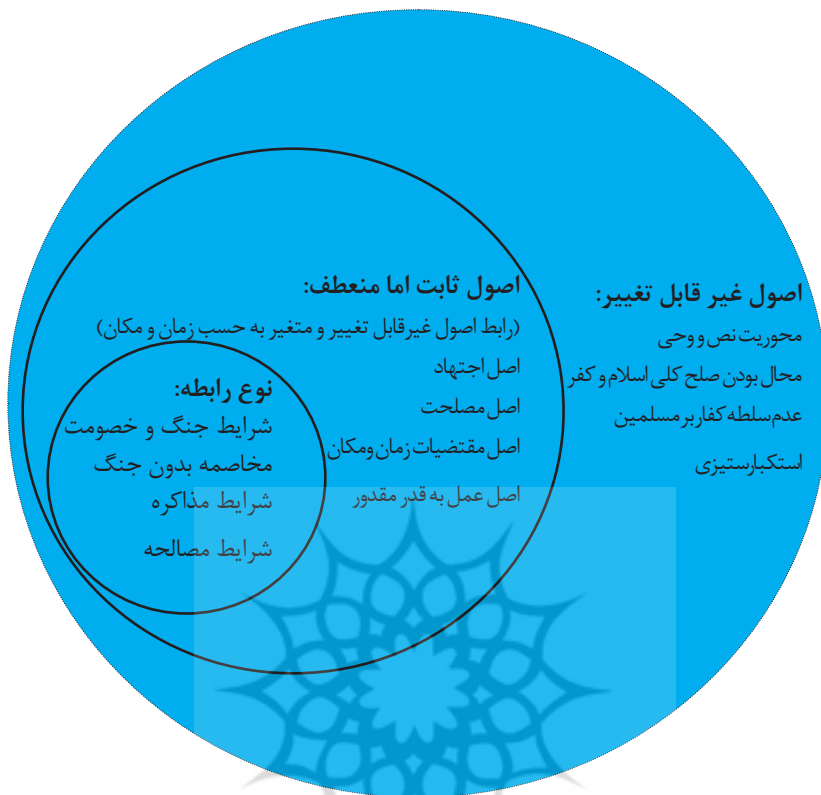 اصول غیر قابل تغییر:
محوریت نص و وحی
محال بودن صلح کلی اسلام و کفر
عدم سلطه کفار بر مسلمین
استکبارستیزی
اصول ثابت اما منعطف:
(رابط اصول غیرقابل تغییر و متغیر به حسب زمان و مکان)
اصل اجتهاد
اصل مصلحت
اصل مقتضیات زمان ومکان
اصل عمل به قدر مقدور
نوع رابطه:
شرایط جنگ و خصومت
مخاصمه بدون جنگ
شرایط مذاکره
شرایط مصالحه